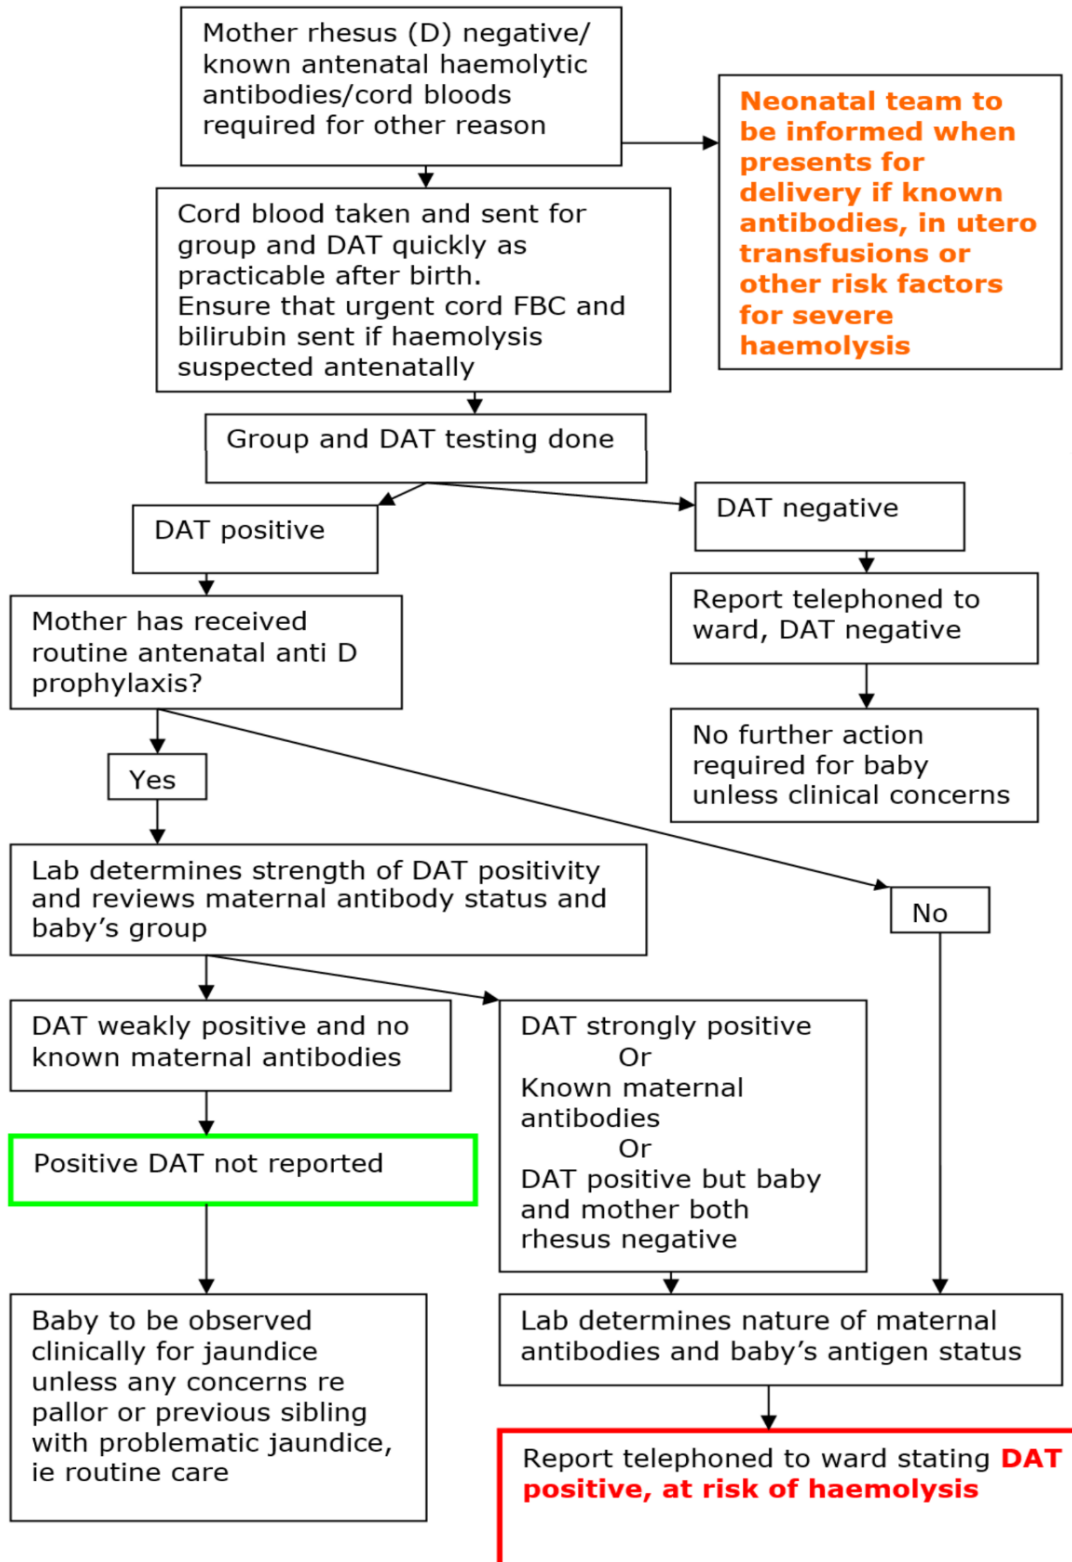 Mother rhesus (D) negative/
known antenatal haemolytic
antibodies/cord bloods
required for other reason
Neonatal team to
be informed when
presents for
delivery if known
antibodies, in utero
transfusions or
other risk factors
for severe
haemolysis
Cord blood taken and sent for
group and DAT quickly as
practicable after birth.
Ensure that urgent cord FBC and
bilirubin sent if haemolysis
suspected antenatally
Group and DAT testing done
DAT positive
DAT negative
Mother has received
routine antenatal anti D
prophylaxis?
Report telephoned to
ward, DAT negative
No further action
required for baby
unless clinical concerns
Yes
No
Lab determines strength of DAT positivity
and reviews maternal antibody status and
baby’s group
DAT weakly positive and no
known maternal antibodies
DAT strongly positive
Or
Known maternal
antibodies
Or
DAT positive but baby
and mother both
rhesus negative
Positive DAT not reported
Baby to be observed
clinically for jaundice
unless any concerns re
pallor or previous sibling
with problematic jaundice,
ie routine care
Lab determines nature of maternal
antibodies and baby’s antigen status
Report telephoned to ward stating DAT
positive, at risk of haemolysis